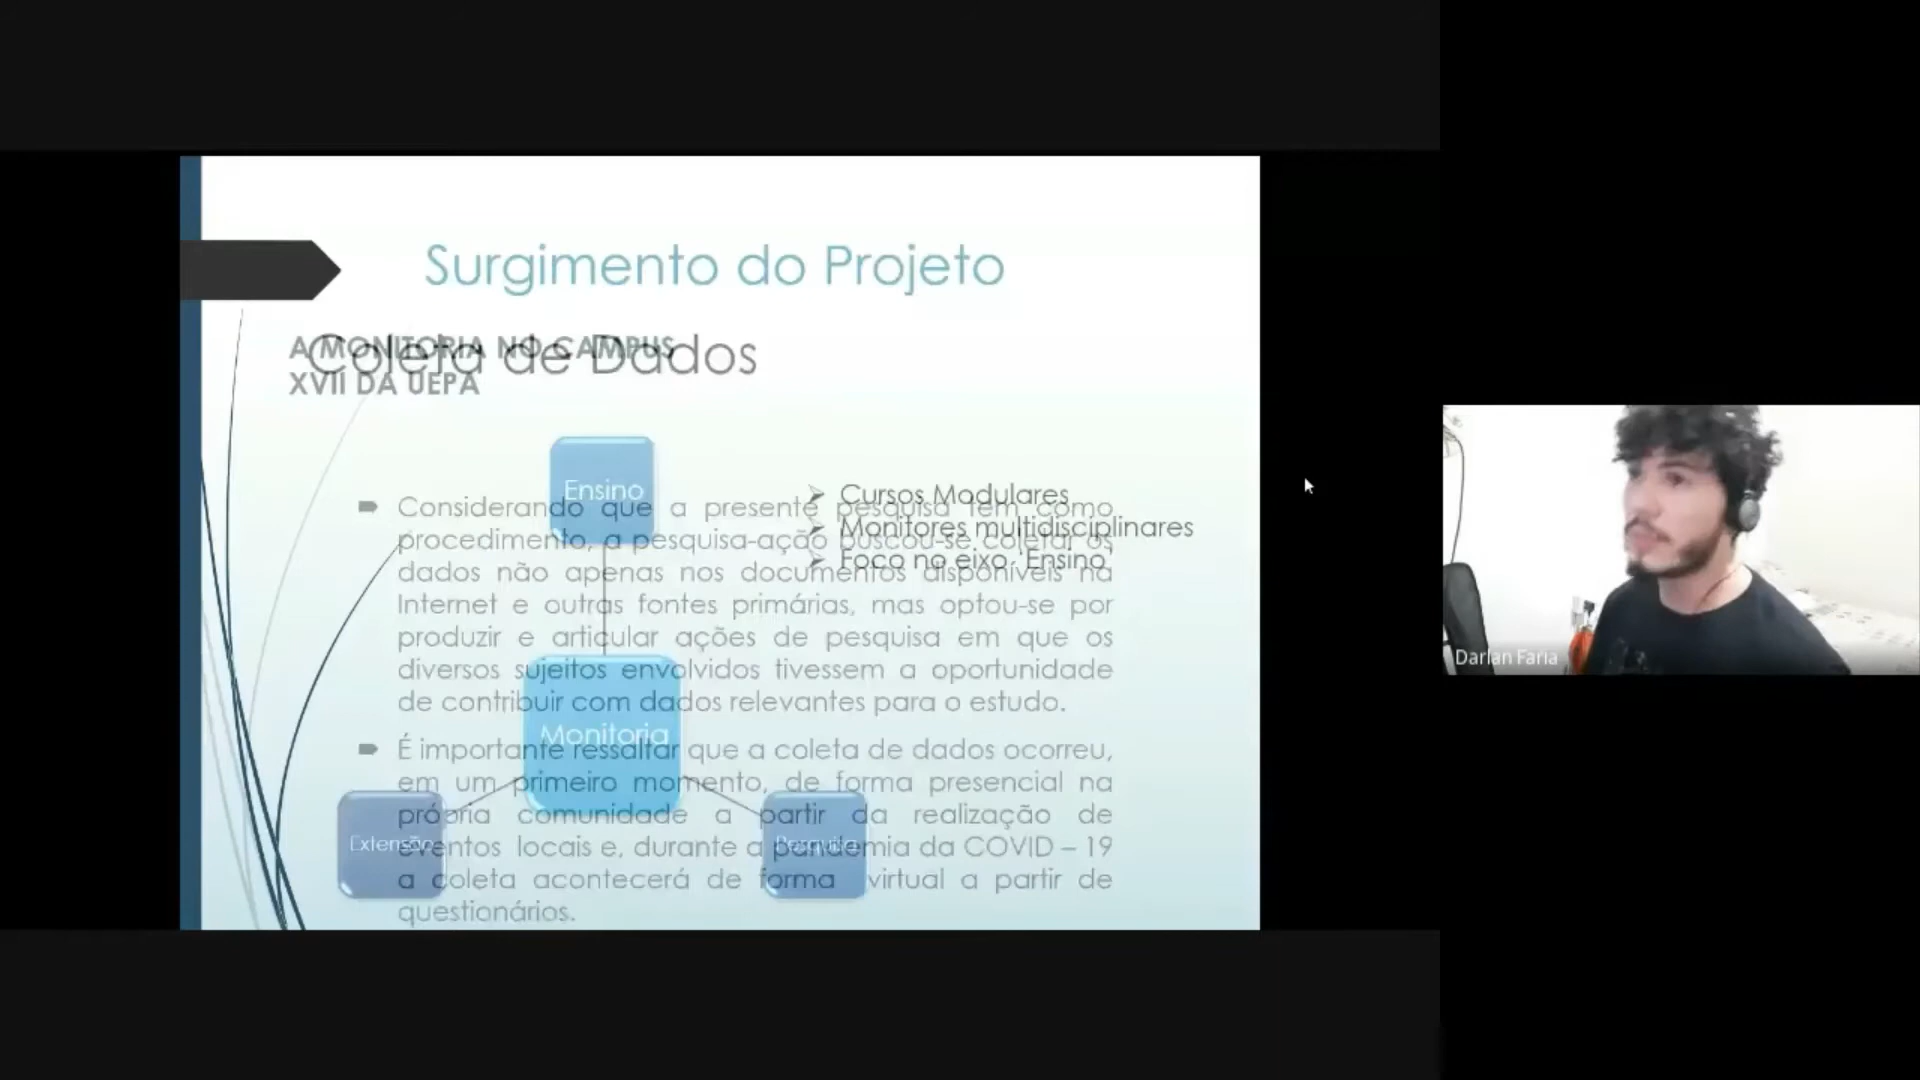 Surgimento do Projeto
A MONITORIA NO CAMPUS
XVII DA UEPA
Coleta de Dados
Ensino
Cursos Modulares
Monitores multidisciplinares
Foco no eixo Ensino
Considerando que a presente pesquisa tem como
procedimento, a pesquisa-ação buscou-se coletar os
dados não apenas nos documentos disponíveis na
Internet e outras fontes primárias, mas optou-se por
produzir e articular ações de pesquisa em que os
diversos sujeitos envolvidos tivessem a oportunidade
de contribuir com dados relevantes para o estudo.
Monitoria
É importante ressaltar que a coleta de dados ocorreu,
em um primeiro momento, de forma presencial na
própria comunidade a partir da realização de
eventos locais e, durante a pandemia da COVID – 19
a coleta acontecerá de forma virtual a partir de
questionários.
Extensão
Pesquisa
Darlan Faria